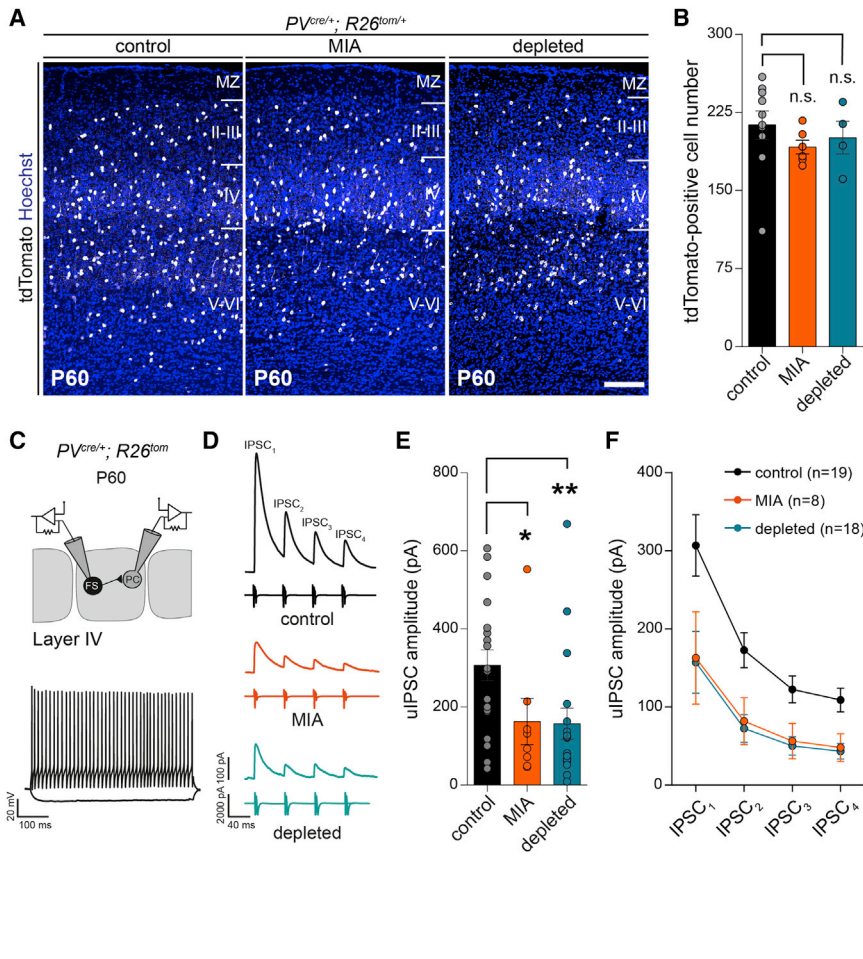 A
PVcre/+; R26tom/+
control MIA depleted
tdTomato Hoechst
MZ MZ MZ
II-III II-III II-III
IV IV IV
V-VI V-VI V-VI
P60 P60 P60
B
tdTomato-positive cell number
300
225
150
75
0
n.s. n.s.
control MIA depleted
C
PVcre/+; R26tom
P60
FS PC
Layer IV
20 mV
100 ms
D
IPSC1
IPSC2
IPSC3
IPSC4
control
MIA
100 pA
2000 pA
40 ms
depleted
E
uIPSC amplitude (pA)
800
600
400
200
0
* **
control MIA depleted
F
uIPSC amplitude (pA)
400
300
200
100
0
control (n=19)
MIA (n=8)
depleted (n=18)
IPSC1 IPSC2 IPSC3 IPSC4